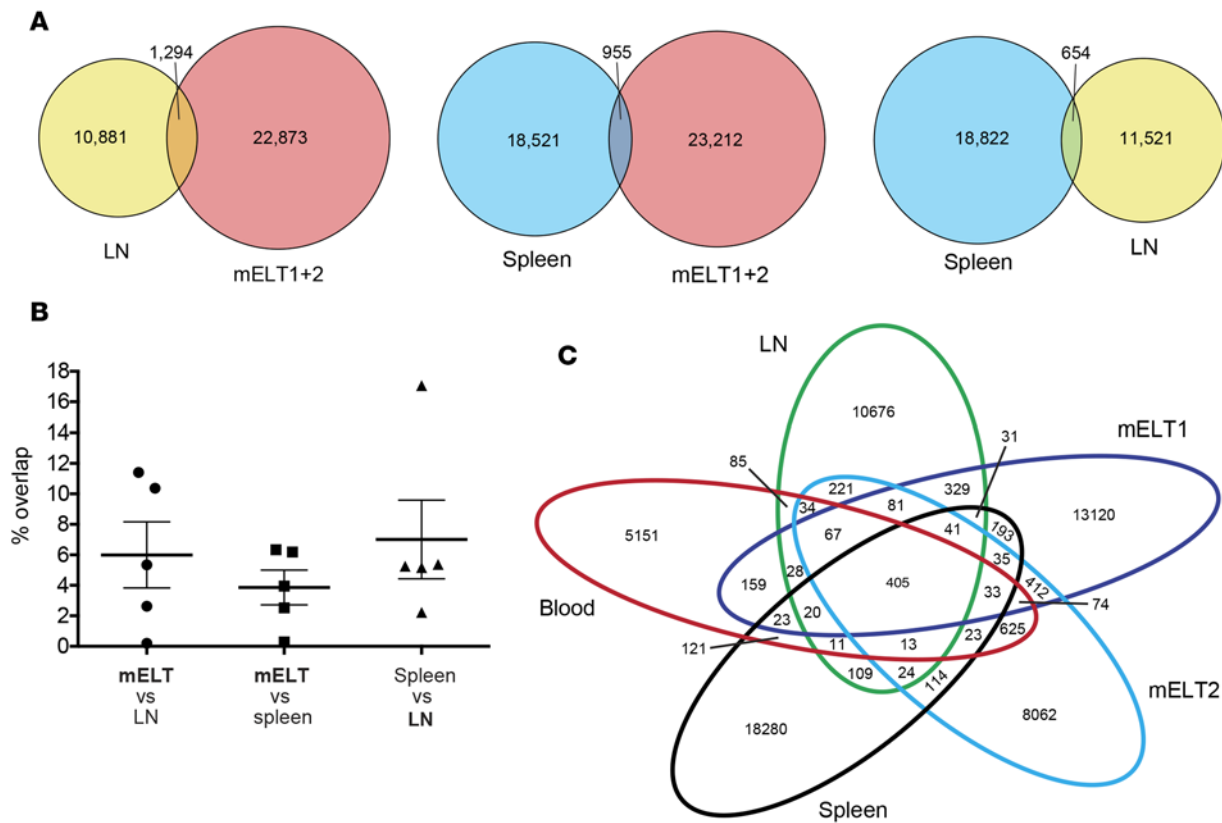 A
1,294
955
654
10,881
22,873
18,521
23,212
18,822
11,521
LN
mELT1+2
Spleen
mELT1+2
Spleen
LN
B
% overlap
18
16
14
12
10
8
6
4
2
0
mELT
vs
LN
mELT
vs
spleen
Spleen
vs
LN
C
LN
10676
31
mELT1
85
221
329
34
81
13120
5151
67
41
193
35
28
159
405
412
Blood
33
74
20
23
625
23
121
11
13
109
24
114
mELT2
18280
8062
Spleen